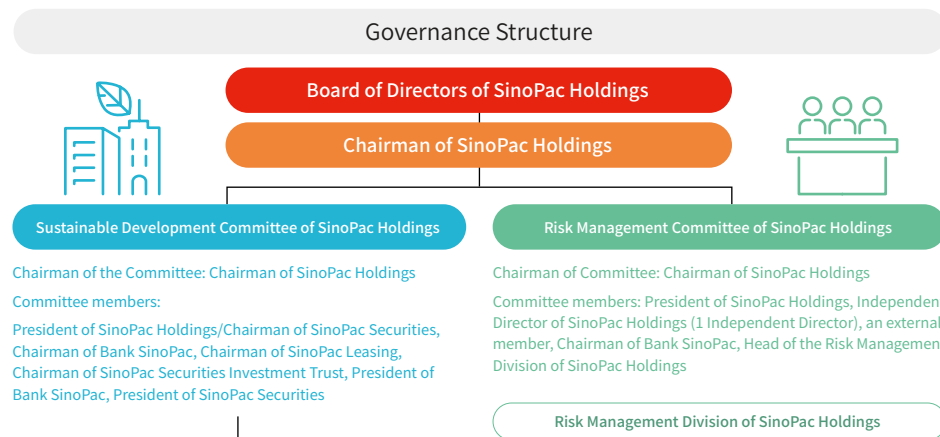 Governance Structure
Board of Directors of SinoPac Holdings
Chairman of SinoPac Holdings
Sustainable Development Committee of SinoPac Holdings
Chairman of the Committee: Chairman of SinoPac Holdings
Committee members:
President of SinoPac Holdings/Chairman of SinoPac Securities,
Chairman of Bank SinoPac, Chairman of SinoPac Leasing,
Chairman of SinoPac Securities Investment Trust, President of
Bank SinoPac, President of SinoPac Securities
Risk Management Committee of SinoPac Holdings
Chairman of Committee: Chairman of SinoPac Holdings
Committee members: President of SinoPac Holdings, Independen
Director of SinoPac Holdings (1 Independent Director), an external
member, Chairman of Bank SinoPac, Head of the Risk Managemen
Division of SinoPac Holdings
Risk Management Division of SinoPac Holdings